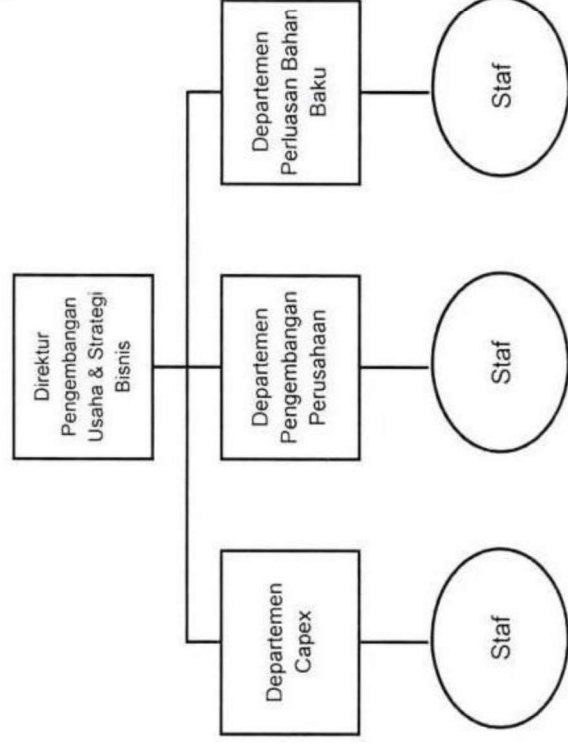 Direktur
Pengembangan
Usaha & Strategi
Bisnis
Departemen
Capex
Departemen
Pengembangan
Perusahaan
Departemen
Perluasan Bahan
Baku
Staf
Staf
Staf